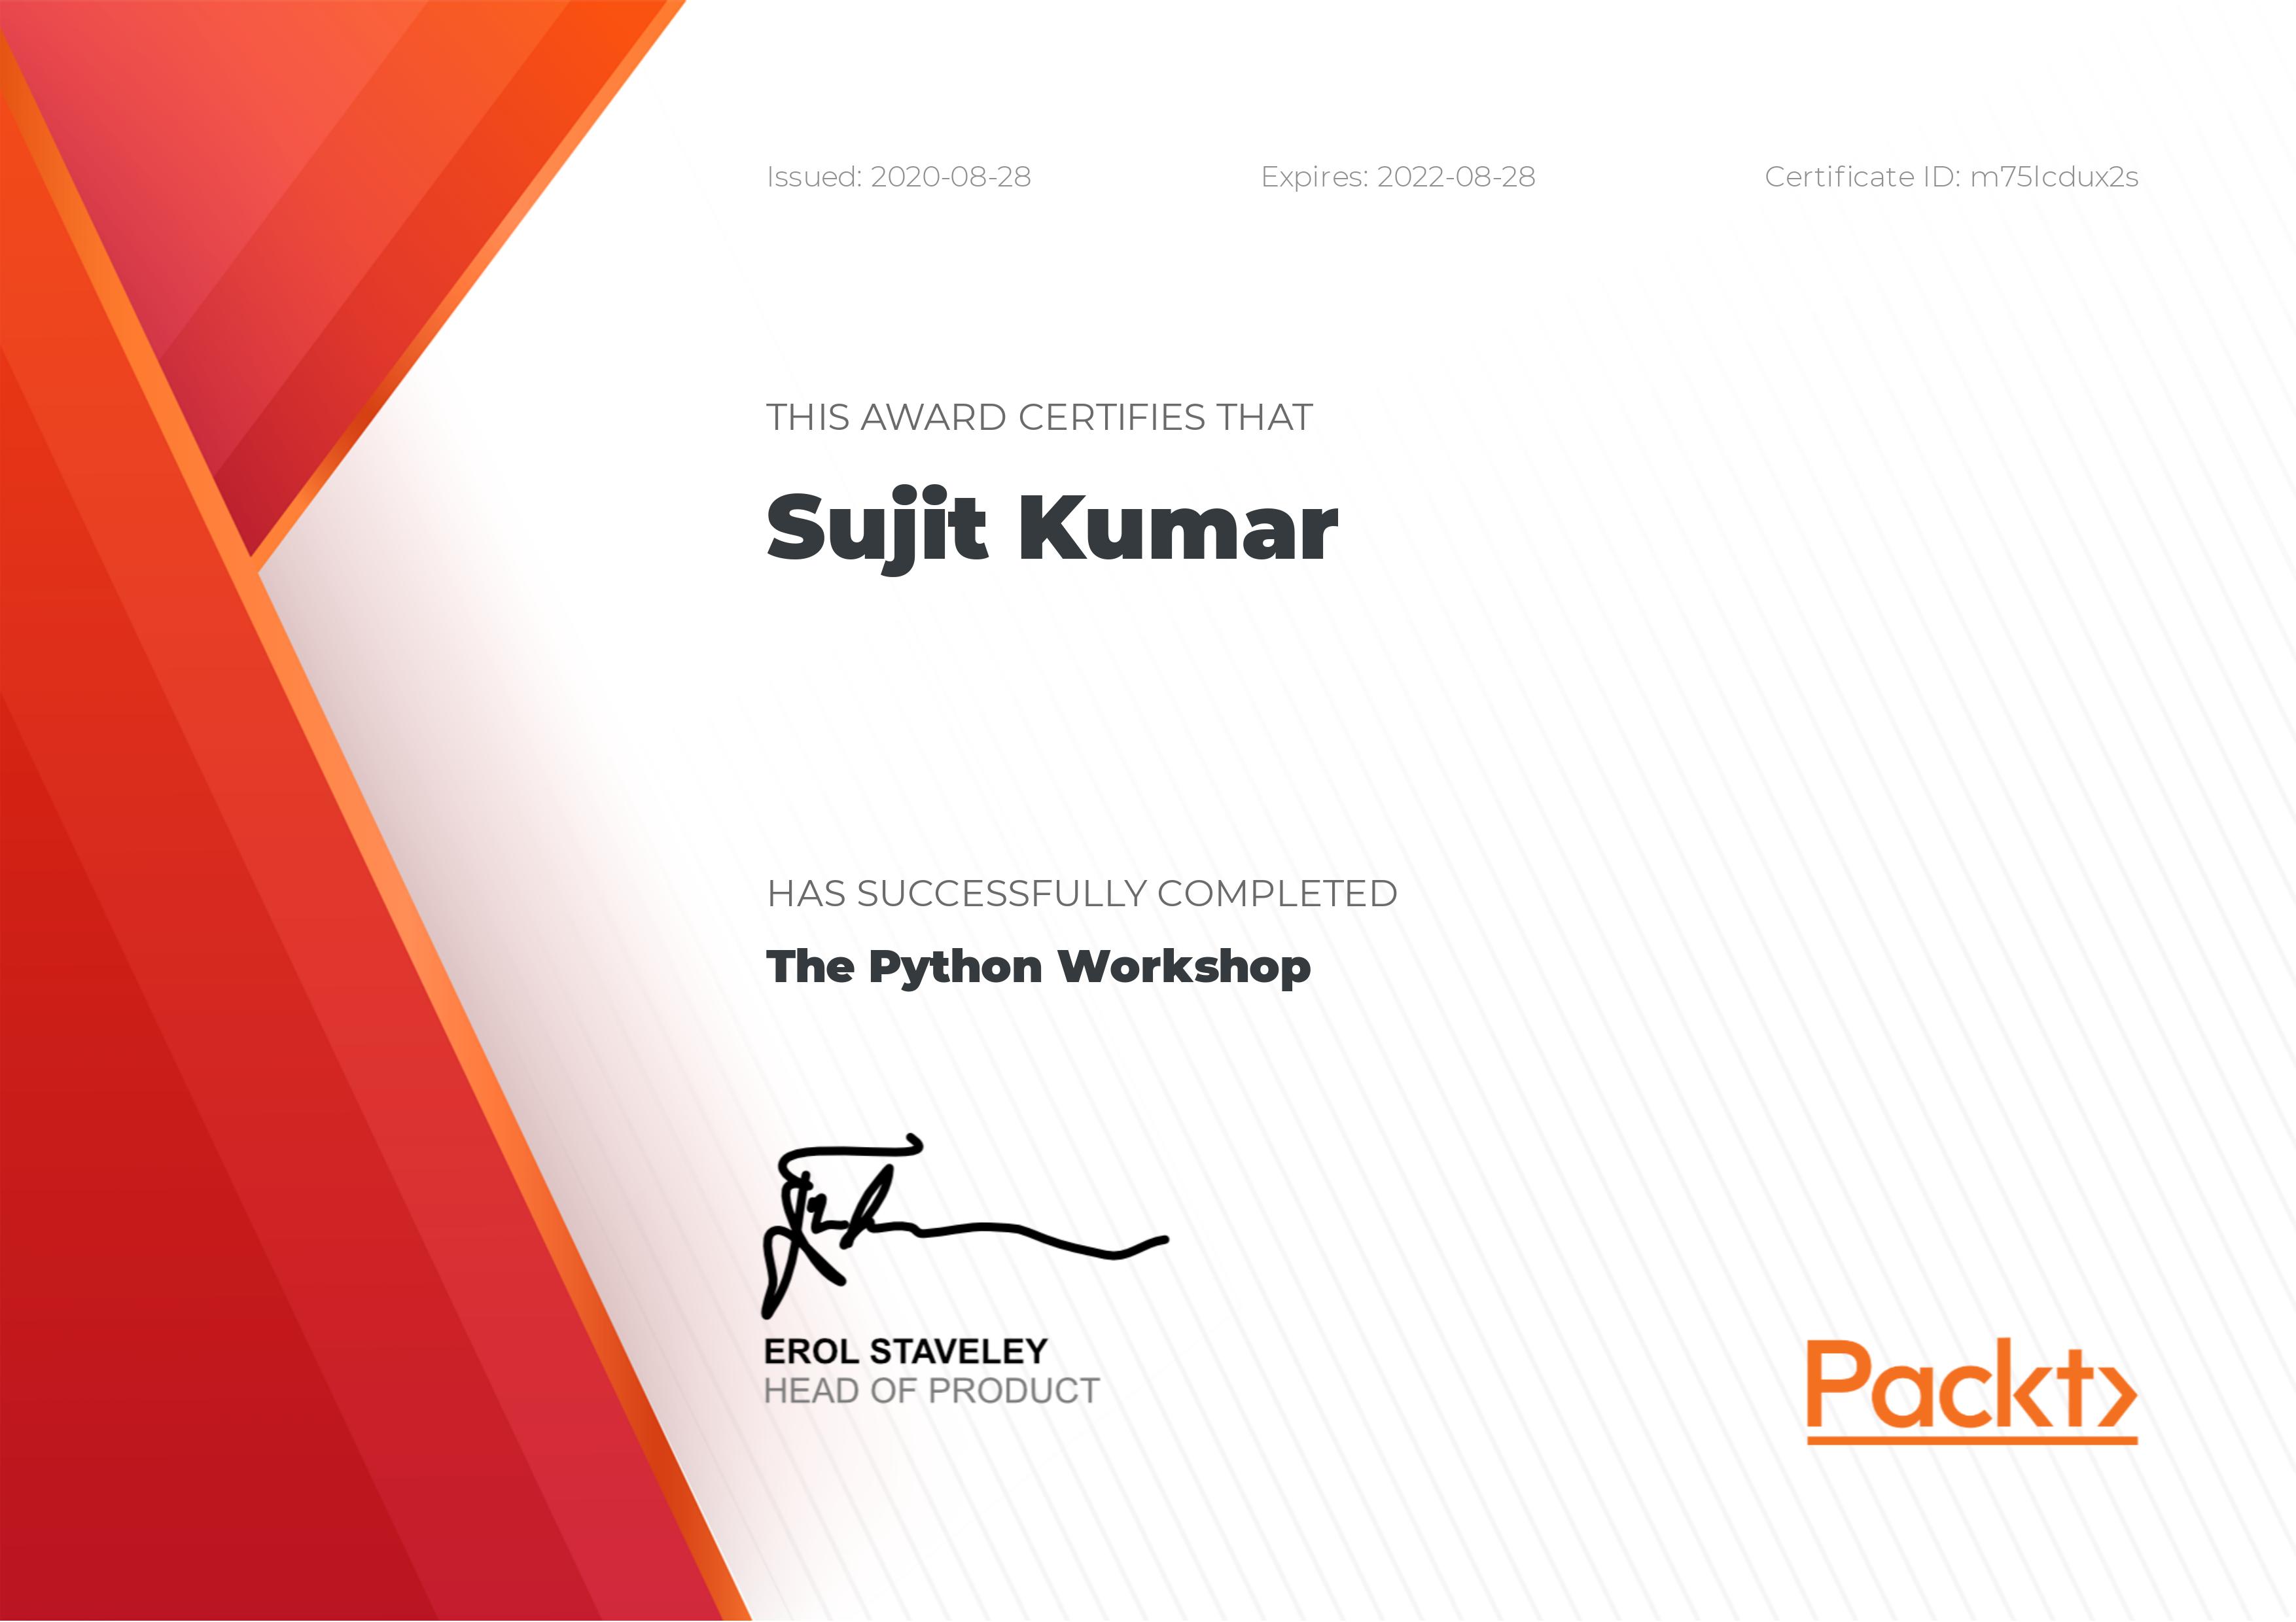 Issued: 2020-08-28 Expires: 2022-08-28 Certificate ID: m75lcdux2s
THIS AWARD CERTIFIES THAT
Sujit Kumar
HAS SUCCESSFULLY COMPLETED
The Python Workshop
EROL STAVELEY
HEAD OF PRODUCT
Packt